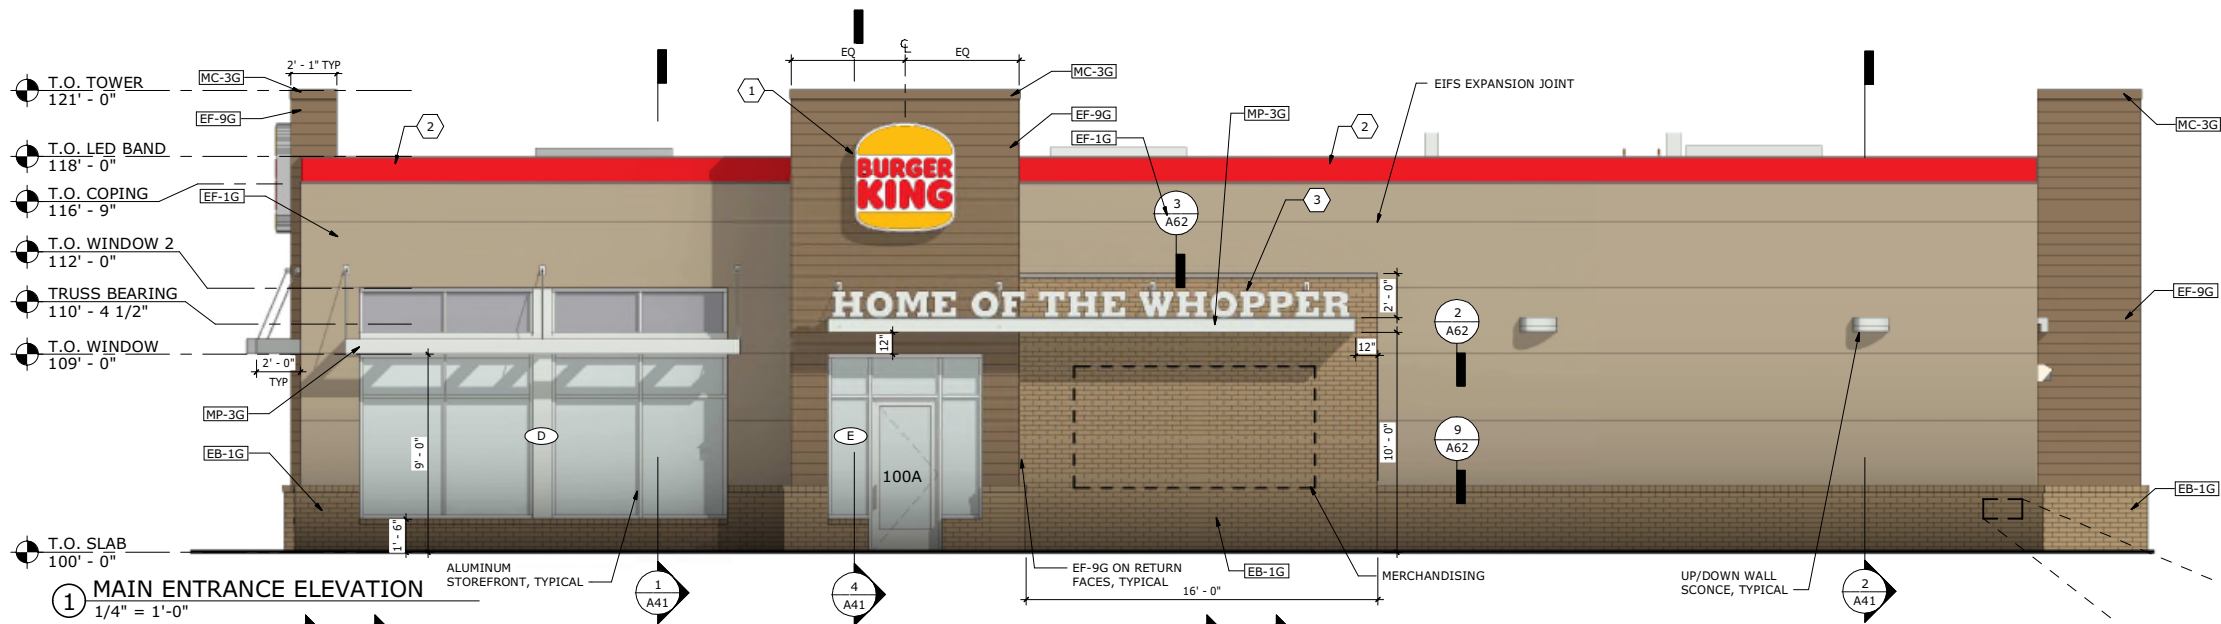 EQ
C
L
EQ
2' - 1" TYP
T.O. TOWER
121' - 0"
MC-3G
1
MC-3G
EIFS EXPANSION JOINT
EF-9G
2
EF-9G
MP-3G
2
MC-3G
EF-1G
T.O. LED BAND
118' - 0"
T.O. COPING
116' - 9"
EF-1G
BURGER
KING
3
A62
3
T.O. WINDOW 2
112' - 0"
TRUSS BEARING
110' - 4 1/2"
HOME OF THE WHOPPER
2' - 0"
EF-9G
2
A62
T.O. WINDOW
109' - 0"
12"
12"
2' - 0"
TYP
MP-3G
EB-1G
9' - 0"
D
E
100A
10' - 0"
9
A62
EB-1G
1' - 6"
T.O. SLAB
100' - 0"
ALUMINUM
STOREFRONT, TYPICAL
EF-9G ON RETURN
FACES, TYPICAL
EB-1G
MERCHANDISING
UP/DOWN WALL
SCONCE, TYPICAL
16' - 0"
1
A41
4
A41
2
A41
1 MAIN ENTRANCE ELEVATION
1/4" = 1'-0"